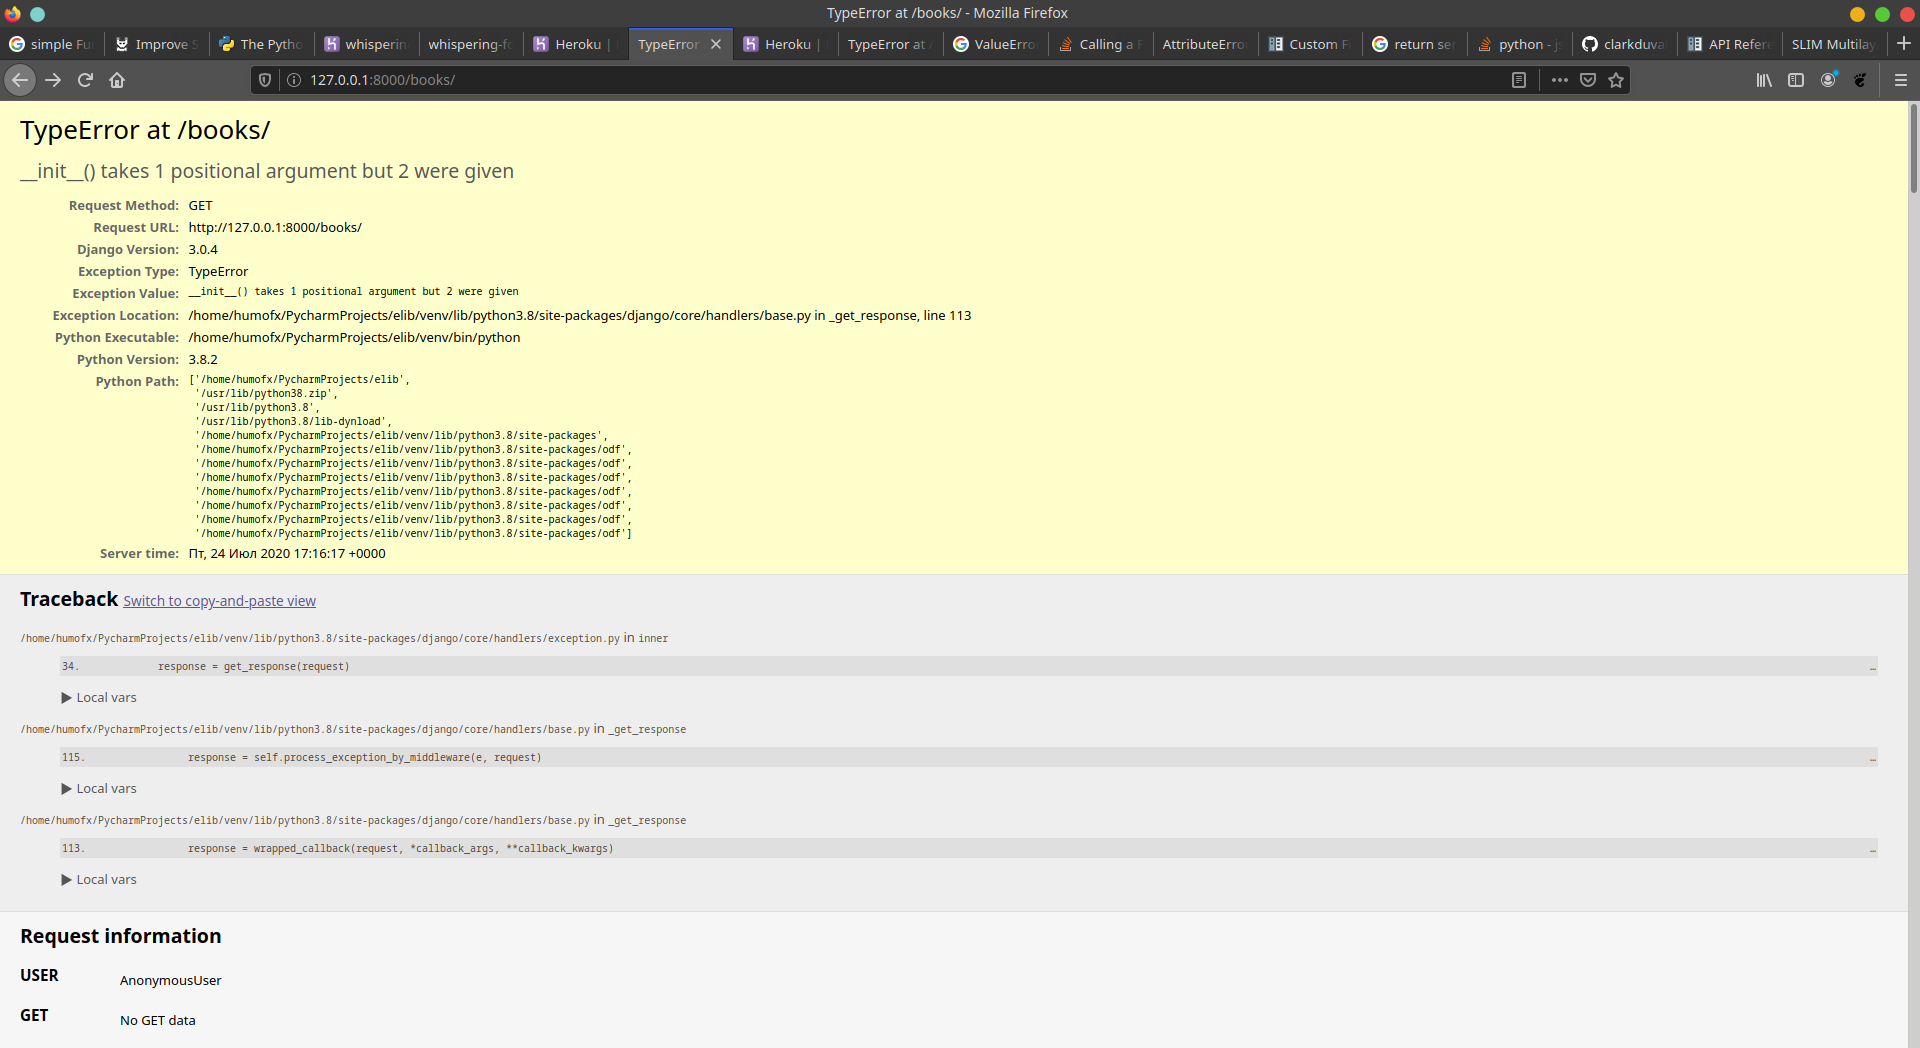 TypeError at /books/ - Mozilla Firefox
simple Fu
Improve S
The Pytho
whisperin
whispering-fo
Heroku |
TypeError
Heroku |
TypeError at
ValueErro
Calling a F
AttributeErro
Custom F
return se
python - js
clarkduva
API Refere
SLIM Multilay
127.0.0.1:8000/books/
TypeError at /books/
__init__() takes 1 positional argument but 2 were given
Request Method: GET
Request URL: http://127.0.0.1:8000/books/
Django Version: 3.0.4
Exception Type: TypeError
Exception Value: __init__() takes 1 positional argument but 2 were given
Exception Location: /home/humofx/PycharmProjects/elib/venv/lib/python3.8/site-packages/django/core/handlers/base.py in _get_response, line 113
Python Executable: /home/humofx/PycharmProjects/elib/venv/bin/python
Python Version: 3.8.2
Python Path: ['/home/humofx/PycharmProjects/elib',
'/usr/lib/python38.zip',
'/usr/lib/python3.8',
'/usr/lib/python3.8/lib-dynload',
'/home/humofx/PycharmProjects/elib/venv/lib/python3.8/site-packages',
'/home/humofx/PycharmProjects/elib/venv/lib/python3.8/site-packages/odf',
'/home/humofx/PycharmProjects/elib/venv/lib/python3.8/site-packages/odf',
'/home/humofx/PycharmProjects/elib/venv/lib/python3.8/site-packages/odf',
'/home/humofx/PycharmProjects/elib/venv/lib/python3.8/site-packages/odf',
'/home/humofx/PycharmProjects/elib/venv/lib/python3.8/site-packages/odf',
'/home/humofx/PycharmProjects/elib/venv/lib/python3.8/site-packages/odf',
'/home/humofx/PycharmProjects/elib/venv/lib/python3.8/site-packages/odf']
Server time: Пт, 24 Июл 2020 17:16:17 +0000
Traceback Switch to copy-and-paste view
/home/humofx/PycharmProjects/elib/venv/lib/python3.8/site-packages/django/core/handlers/exception.py in inner
34. response = get_response(request) …
▶ Local vars
/home/humofx/PycharmProjects/elib/venv/lib/python3.8/site-packages/django/core/handlers/base.py in _get_response
115. response = self.process_exception_by_middleware(e, request) …
▶ Local vars
/home/humofx/PycharmProjects/elib/venv/lib/python3.8/site-packages/django/core/handlers/base.py in _get_response
113. response = wrapped_callback(request, *callback_args, **callback_kwargs) …
▶ Local vars
Request information
USER AnonymousUser
GET No GET data